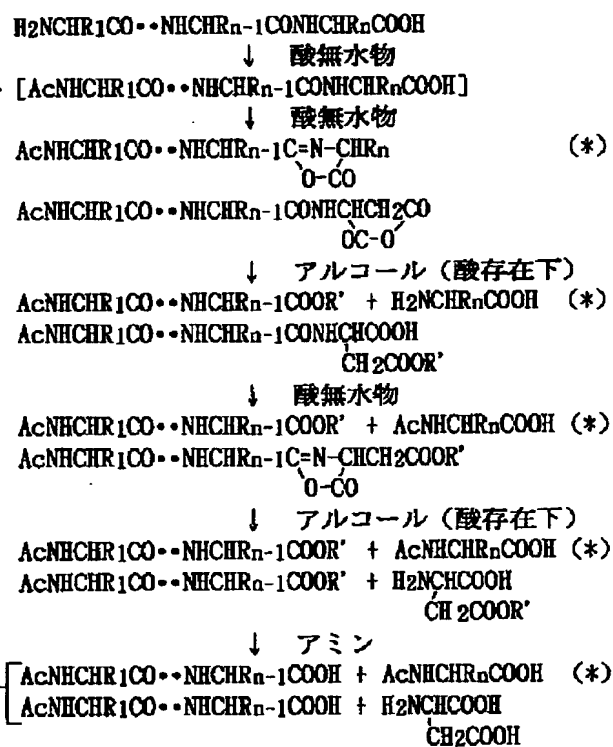 H2NCHR1CO••NHCHRn-1CONHCHRnCOOH
↓ 酸無水物
[AcNHCHR1CO••NHCHRn-1CONHCHRnCOOH]
↓ 酸無水物
AcNHCHR1CO••NHCHRn-1C=N-CHRn (*)
O-CO
AcNHCHR1CO••NHCHRn-1CONHCHCH2CO
OC-O
↓ アルコール (酸存在下)
AcNHCHR1CO••NHCHRn-1COOR' + H2NCHRnCOOH (*)
AcNHCHR1CO••NHCHRn-1CONHCHCOOH
CH2COOR'
↓ 酸無水物
AcNHCHR1CO••NHCHRn-1COOR' + AcNHCHRnCOOH (*)
AcNHCHR1CO••NHCHRn-1C=N-CHCH2COOR'
O-CO
↓ アルコール (酸存在下)
AcNHCHR1CO••NHCHRn-1COOR' + AcNHCHRnCOOH (*)
AcNHCHR1CO••NHCHRn-1COOR' + H2NCHCOOH
CH2COOR'
↓ アミン
AcNHCHR1CO••NHCHRn-1COOH + AcNHCHRnCOOH (*)
AcNHCHR1CO••NHCHRn-1COOH + H2NCHCOOH
CH2COOH